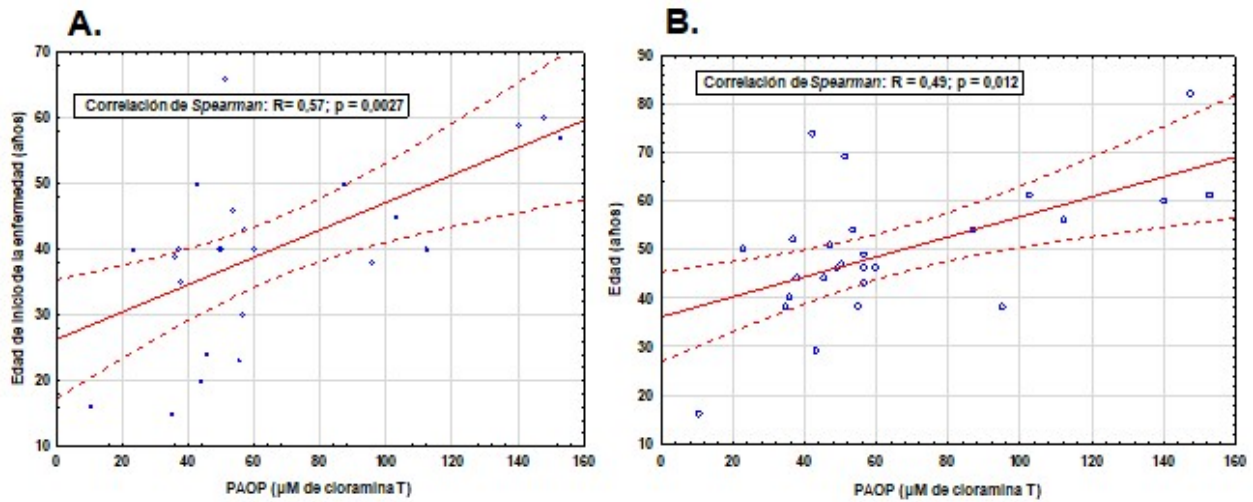 A.
Correlación de Spearman: R= 0,57; p = 0,0027
Edad de inicio de la enfermedad (años)
70
60
50
40
30
20
10
0 20 40 60 80 100 120 140 160
PAOP (µM de cloramina T)
B.
Correlación de Spearman: R = 0,49; p = 0,012
Edad (años)
90
80
70
60
50
40
30
20
10
0 20 40 60 80 100 120 140 160
PAOP (µM de cloramina T)